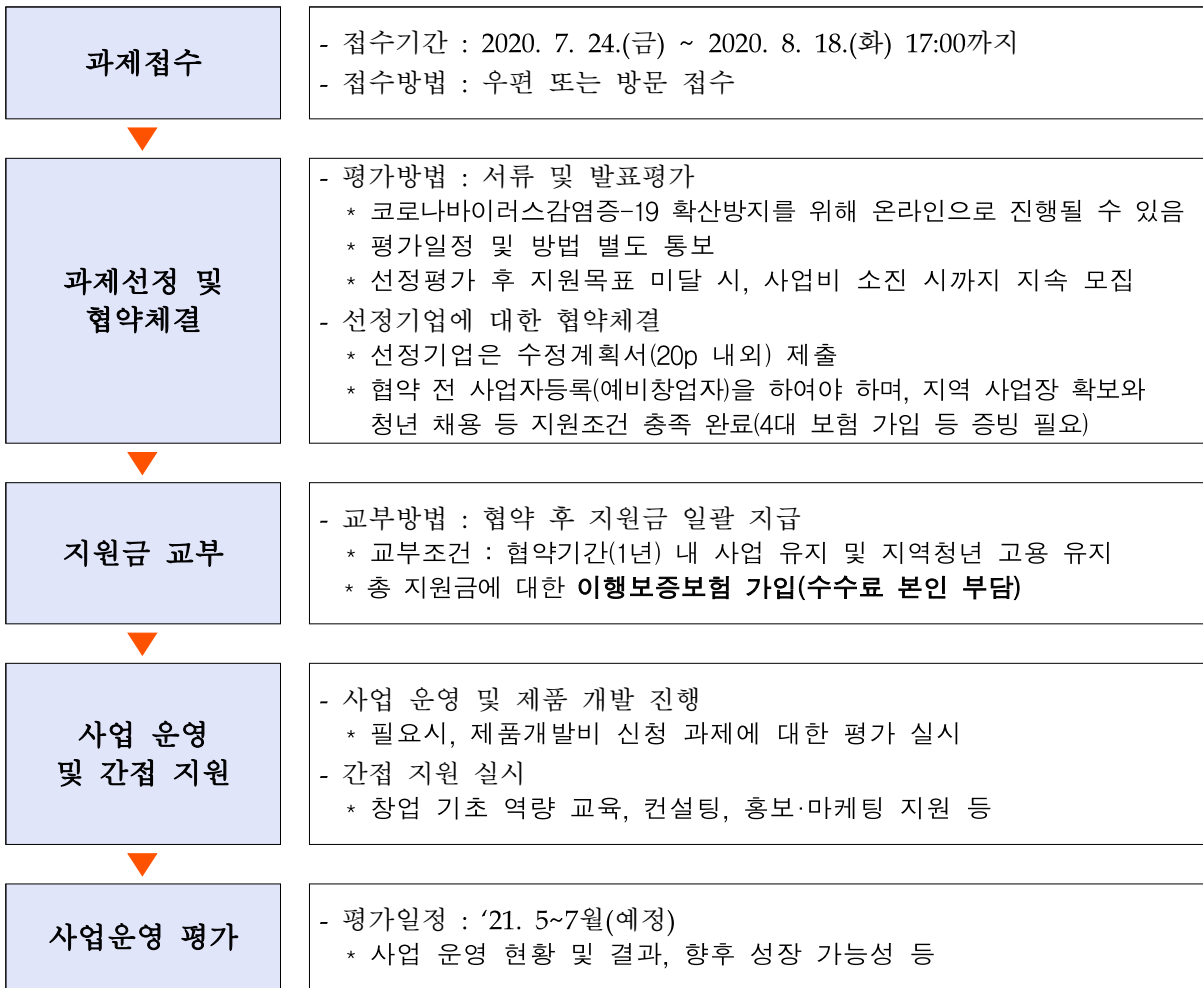 과제접수
- 접수기간 : 2020. 7. 24.(금) ~ 2020. 8. 18.(화) 17:00까지
- 접수방법 : 우편 또는 방문 접수
과제선정 및
협약체결
- 평가방법 : 서류 및 발표평가
* 코로나바이러스감염증-19 확산방지를 위해 온라인으로 진행될 수 있음
* 평가일정 및 방법 별도 통보
* 선정평가 후 지원목표 미달 시, 사업비 소진 시까지 지속 모집
- 선정기업에 대한 협약체결
* 선정기업은 수정계획서(20p 내외) 제출
* 협약 전 사업자등록(예비창업자)을 하여야 하며, 지역 사업장 확보와
청년 채용 등 지원조건 충족 완료(4대 보험 가입 등 증빙 필요)
지원금 교부
- 교부방법 : 협약 후 지원금 일괄 지급
* 교부조건 : 협약기간(1년) 내 사업 유지 및 지역청년 고용 유지
* 총 지원금에 대한 이행보증보험 가입(수수료 본인 부담)
사업 운영
및 간접 지원
- 사업 운영 및 제품 개발 진행
* 필요시, 제품개발비 신청 과제에 대한 평가 실시
- 간접 지원 실시
* 창업 기초 역량 교육, 컨설팅, 홍보·마케팅 지원 등
사업운영 평가
- 평가일정 : ‘21. 5~7월(예정)
* 사업 운영 현황 및 결과, 향후 성장 가능성 등